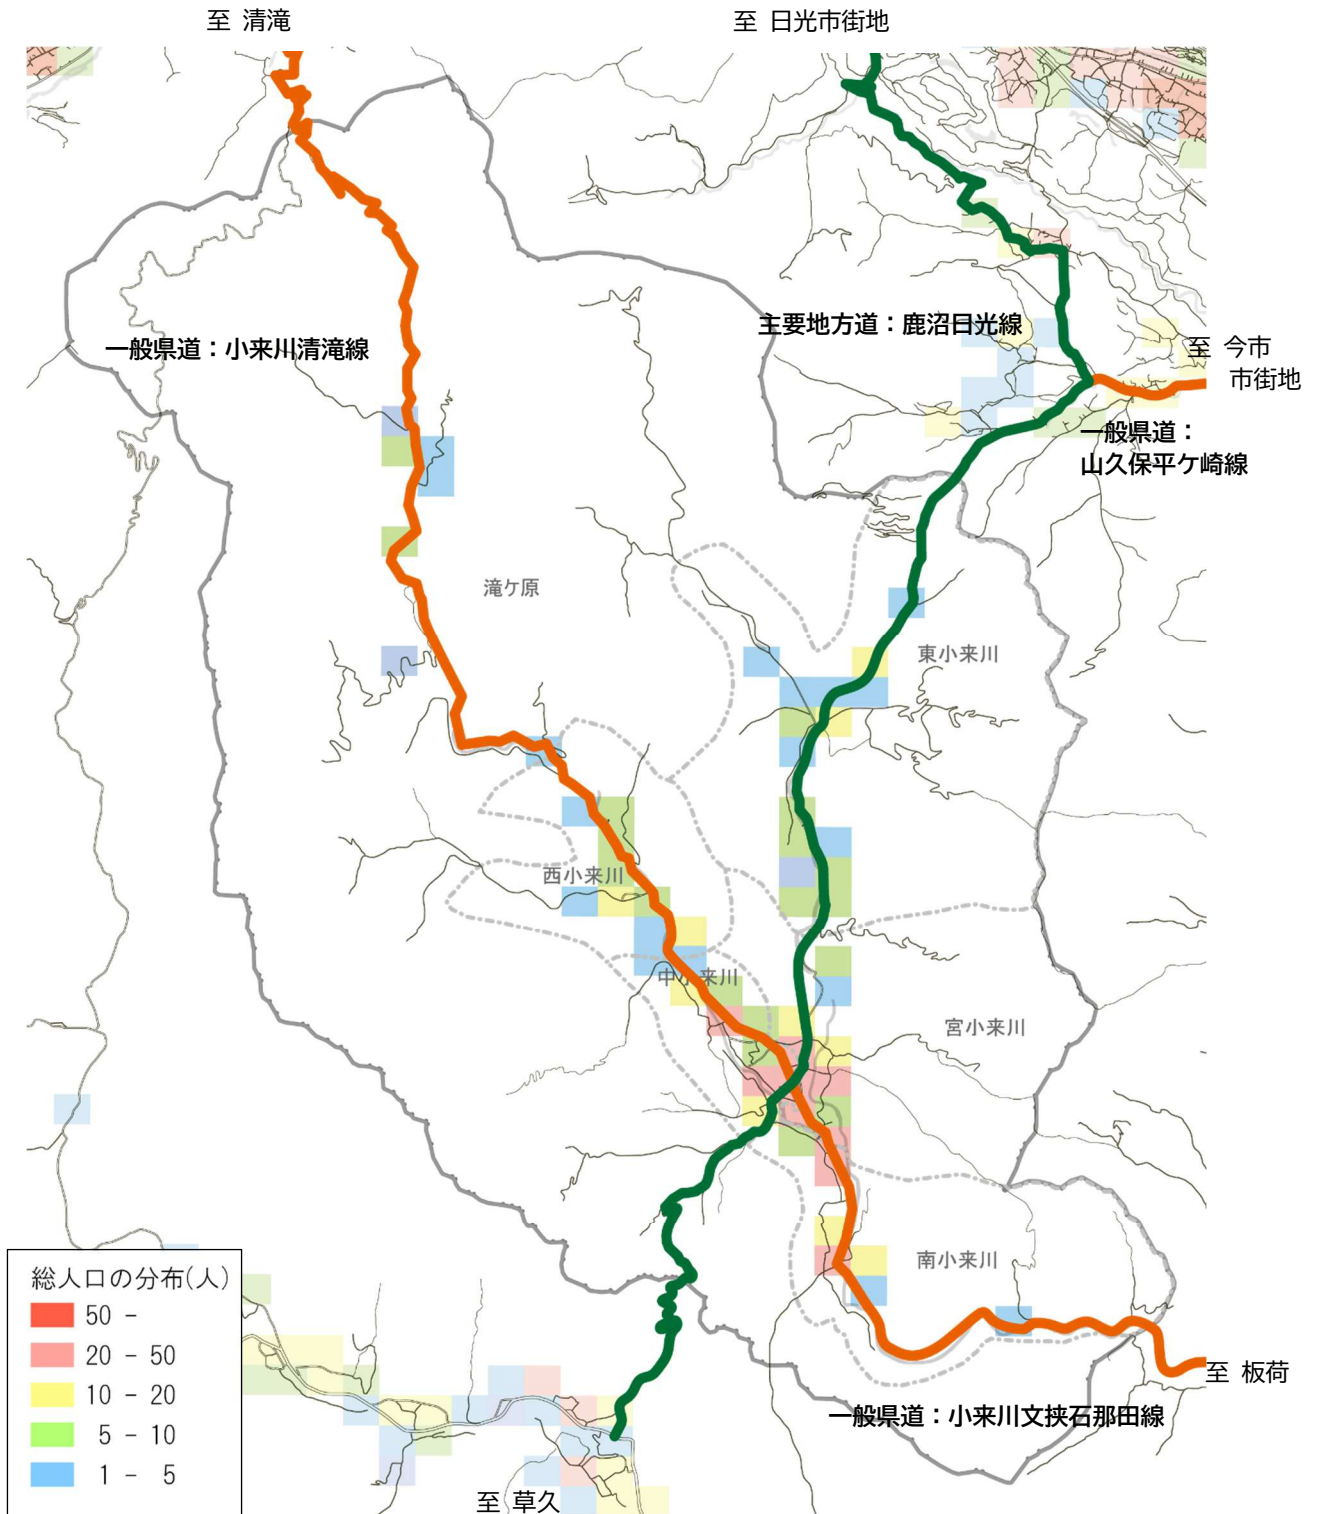 至 清滝
至 日光市街地
主要地方道：鹿沼日光線
一般県道：小来川清滝線
至 今市
市街地
一般県道：
山久保平ケ崎線
滝ケ原
東小来川
西小来川
中小来川
宮小来川
南小来川
総人口の分布(人)
50 -
20 - 50
10 - 20
5 - 10
1 - 5
至 板荷
一般県道：小来川文挟石那田線
至 草久